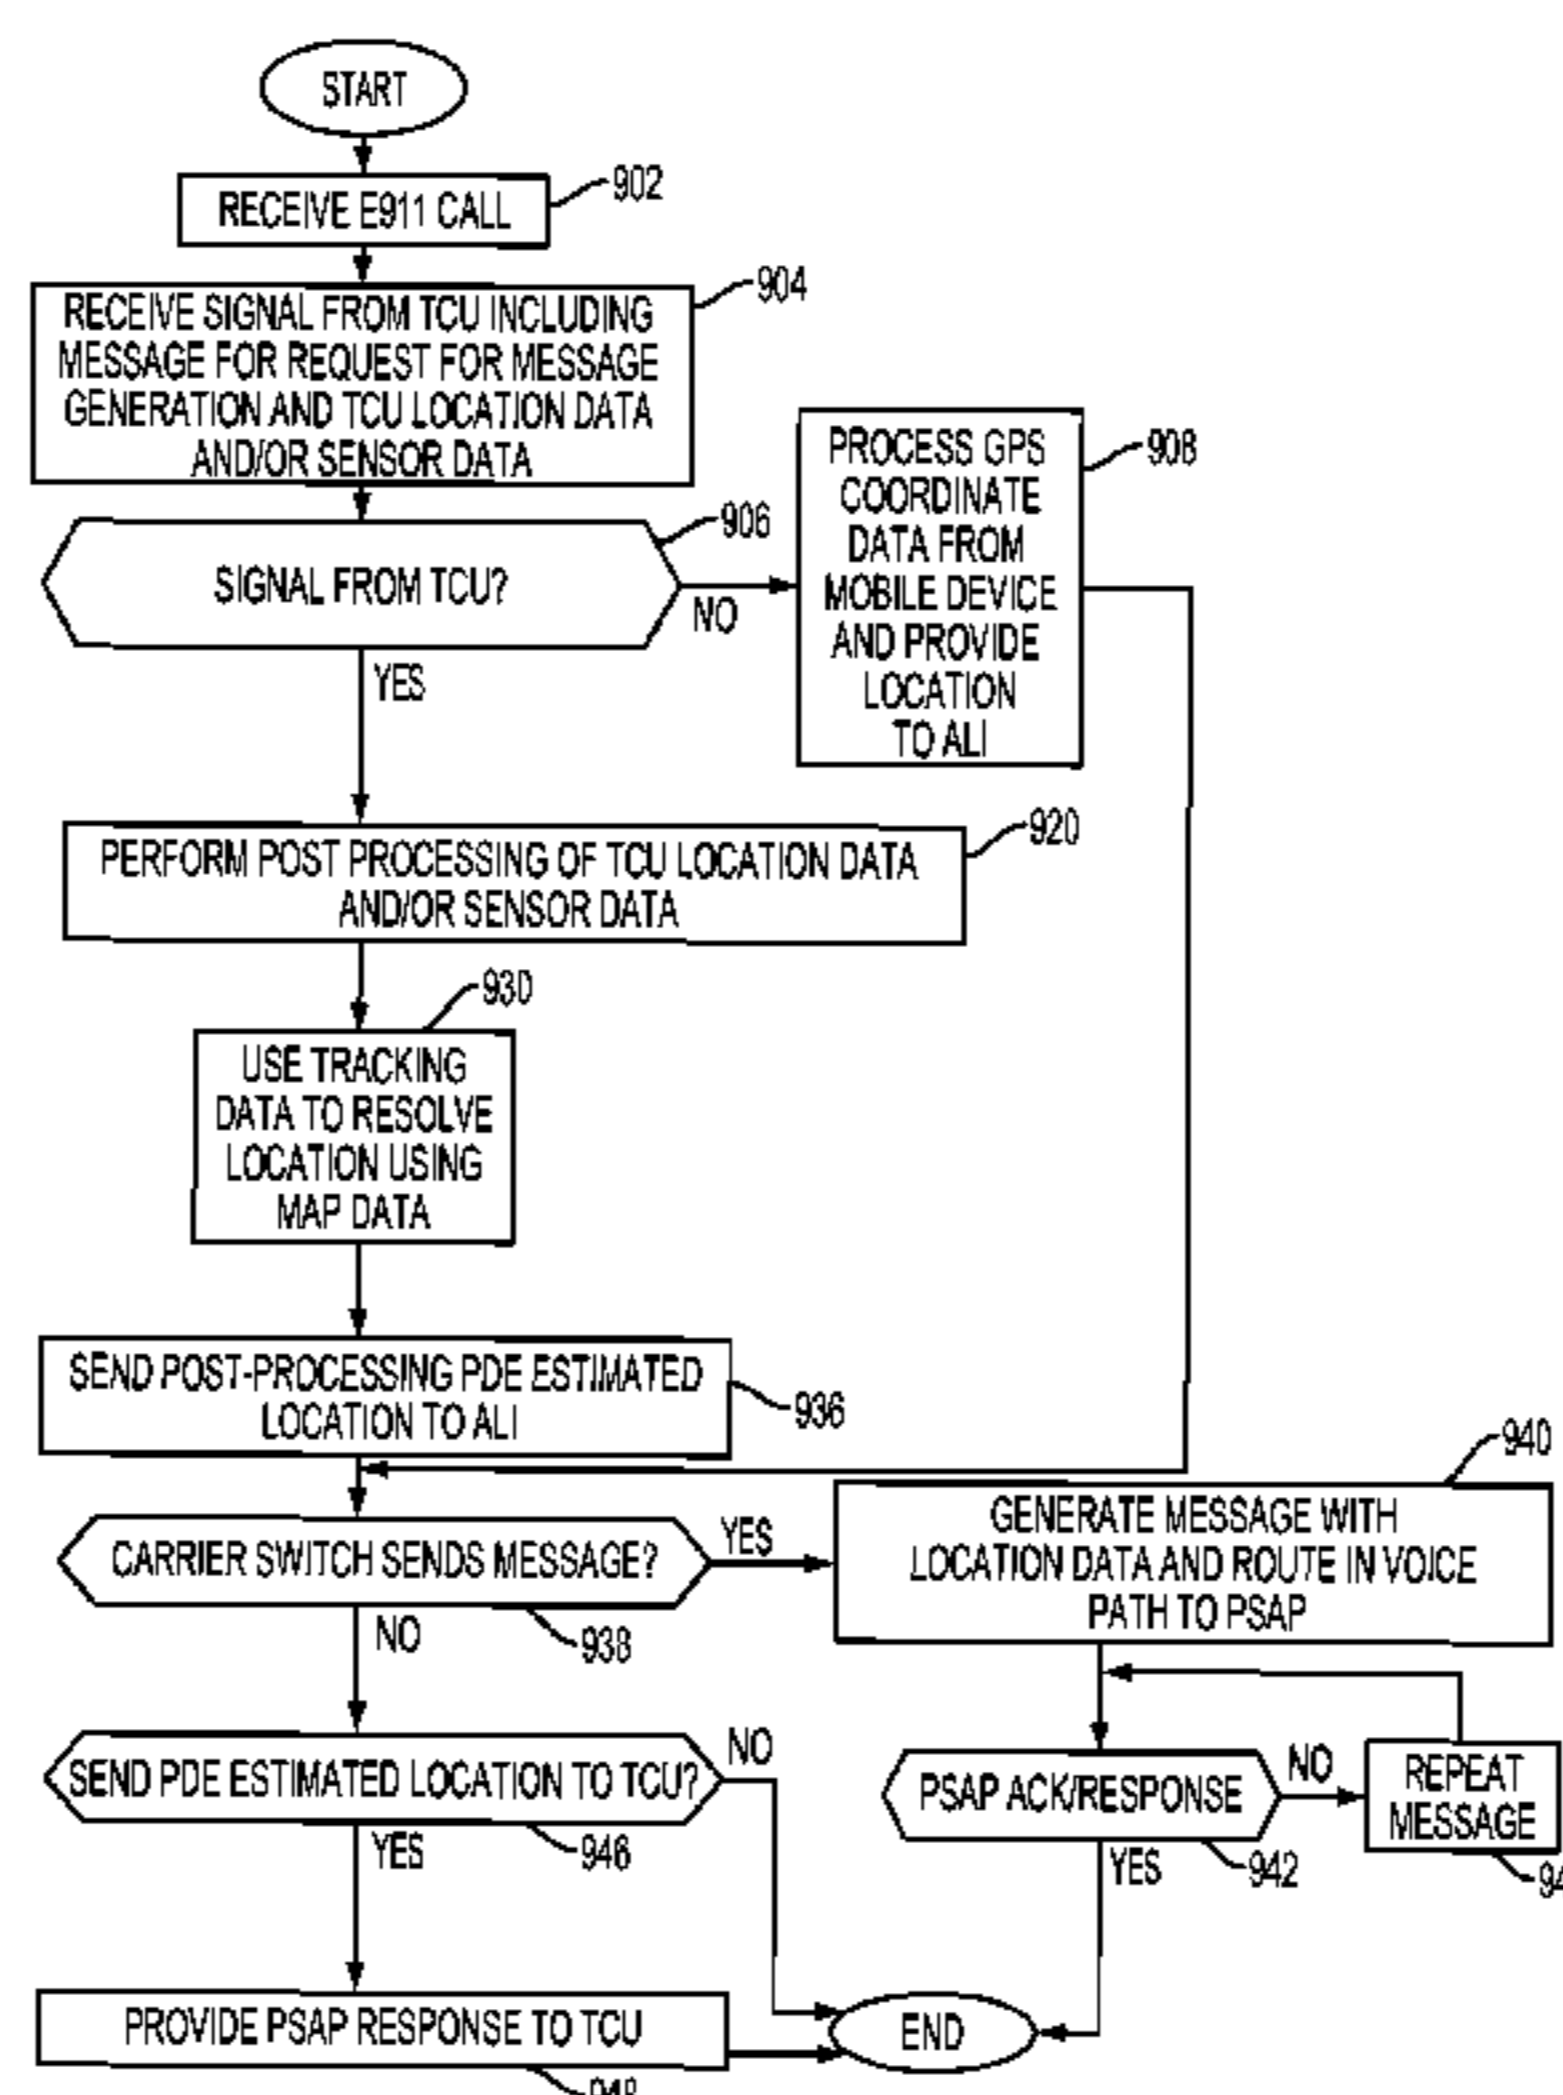 START
RECEIVE E911 CALL
902
RECEIVE SIGNAL FROM TCU INCLUDING
MESSAGE FOR REQUEST FOR MESSAGE
GENERATION AND TCU LOCATION DATA
AND/OR SENSOR DATA
904
SIGNAL FROM TCU?
906
NO
YES
PROCESS GPS
COORDINATE
DATA FROM
MOBILE DEVICE
AND PROVIDE
LOCATION
TO ALI
908
PERFORM POST PROCESSING OF TCU LOCATION DATA
AND/OR SENSOR DATA
920
USE TRACKING
DATA TO RESOLVE
LOCATION USING
MAP DATA
930
SEND POST-PROCESSING PDE ESTIMATED
LOCATION TO ALI
936
CARRIER SWITCH SENDS MESSAGE?
938
YES
NO
GENERATE MESSAGE WITH
LOCATION DATA AND ROUTE IN VOICE
PATH TO PSAP
940
SEND PDE ESTIMATED LOCATION TO TCU?
946
NO
YES
PSAP ACK/RESPONSE
942
NO
YES
REPEAT
MESSAGE
PROVIDE PSAP RESPONSE TO TCU
END